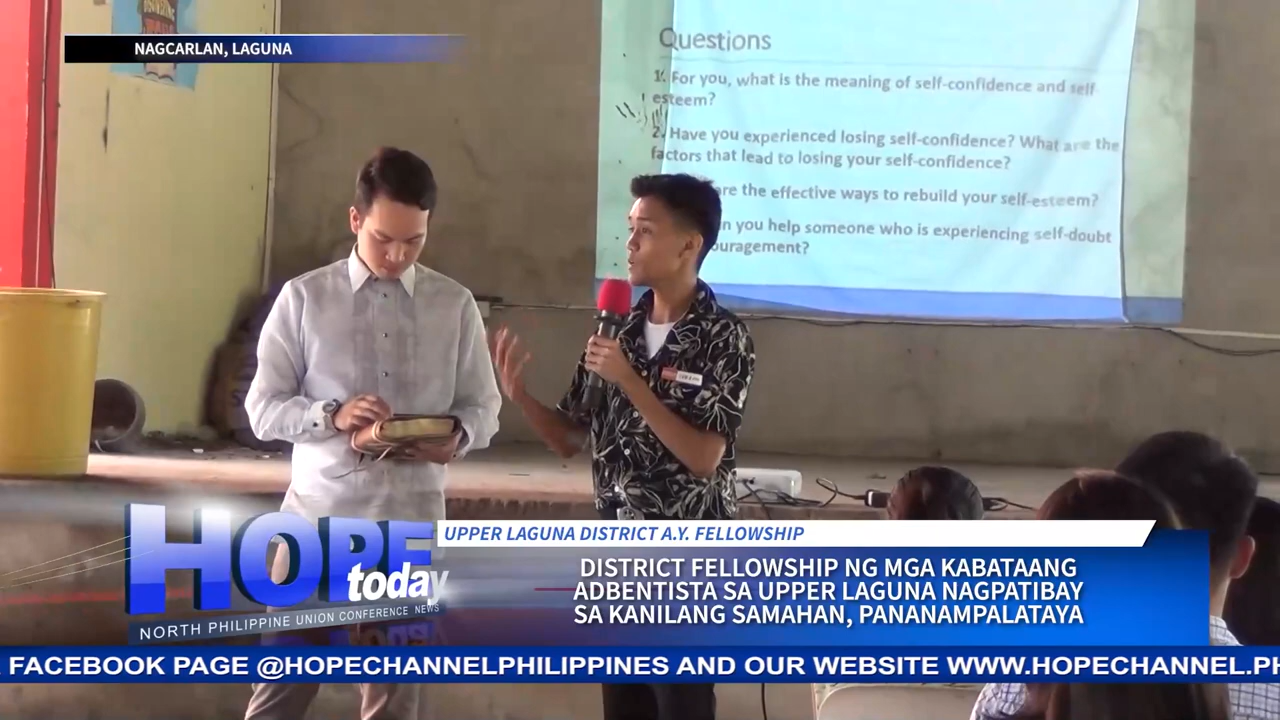 NAGCARLAN, LAGUNA
Questions
1. For you, what is the meaning of self-confidence and self
esteem?
2. Have you experienced losing self-confidence? What are the
factors that lead to losing your self-confidence?
are the effective ways to rebuild your self-esteem?
you help someone who is experiencing self-doubt
HOPE
today
NORTH PHILIPPINE UNION CONFERENCE NEWS
UPPER LAGUNA DISTRICT A.Y. FELLOWSHIP
DISTRICT FELLOWSHIP NG MGA KABATAANG
ADBENTISTA SA UPPER LAGUNA NAGPATIBAY
SA KANILANG SAMAHAN, PANANAMPALATAYA
FACEBOOK PAGE @HOPECHANNELPHILIPPINES AND OUR WEBSITE WWW.HOPECHANNEL.PH